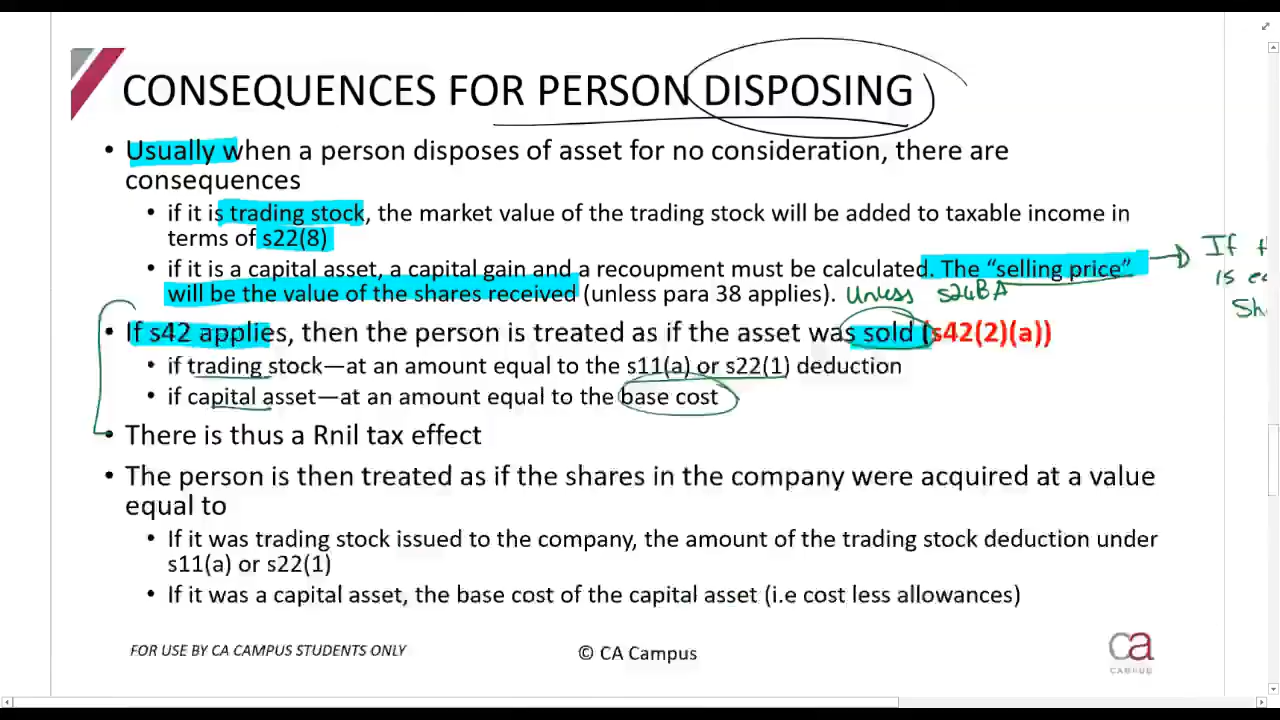 CONSEQUENCES FOR PERSON DISPOSING
• Usually when a person disposes of asset for no consideration, there are
consequences
• if it is trading stock, the market value of the trading stock will be added to taxable income in
terms of s22(8)
• if it is a capital asset, a capital gain and a recoupment must be calculated. The “selling price”
will be the value of the shares received (unless para 38 applies). Unless s24BA
If
is
Sh
• If s42 applies, then the person is treated as if the asset was sold (s42(2)(a))
• if trading stock—at an amount equal to the s11(a) or s22(1) deduction
• if capital asset—at an amount equal to the base cost
• There is thus a Rnil tax effect
• The person is then treated as if the shares in the company were acquired at a value
equal to
• If it was trading stock issued to the company, the amount of the trading stock deduction under
s11(a) or s22(1)
• If it was a capital asset, the base cost of the capital asset (i.e cost less allowances)
FOR USE BY CA CAMPUS STUDENTS ONLY
© CA Campus
ca
CAMPUS